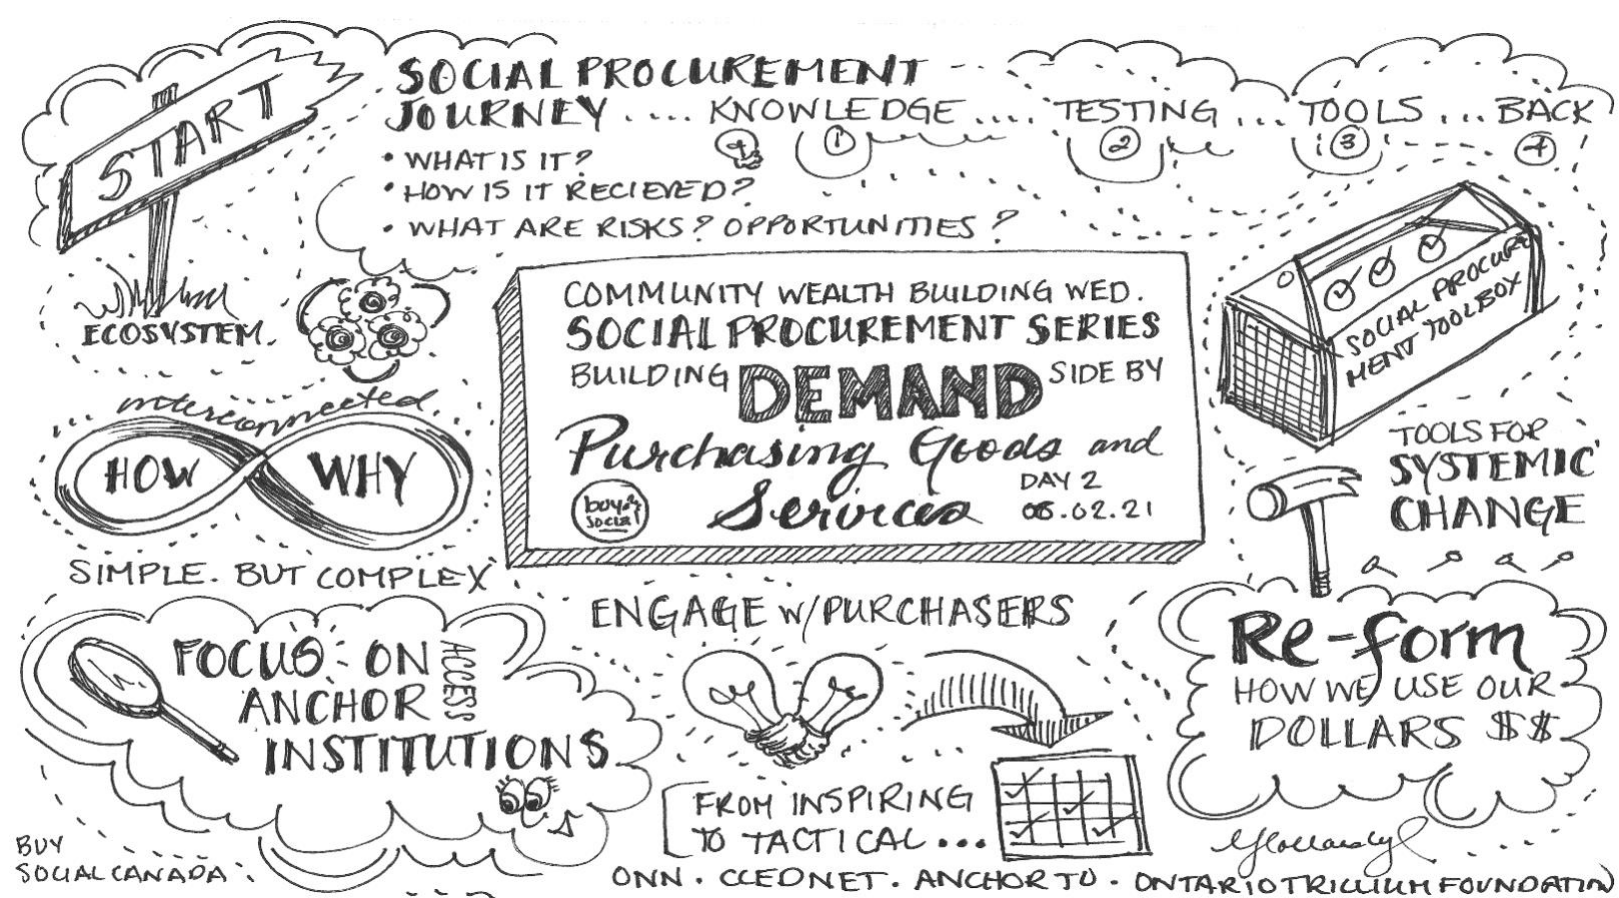 START
SOCIAL PROCUREMENT
JOURNEY .... KNOWLEDGE .... TESTING ... TOOLS ... BACK
1 2 3 4
• WHAT IS IT?
• HOW IS IT RECIEVED?
• WHAT ARE RISKS? OPPORTUNITIES?
ECOSYSTEM.
interconnected.
HOW WHY
SIMPLE. BUT COMPLEX
COMMUNITY WEALTH BUILDING WED.
SOCIAL PROCUREMENT SERIES
BUILDING DEMAND SIDE BY
Purchasing Goods and
Services
DAY 2
06.02.21
buy
social
SOCIAL PROCURE
MENT TOOLBOX
TOOLS FOR
SYSTEMIC
CHANGE
FOCUS ON
ACCESS
ANCHOR
INSTITUTIONS
ENGAGE w/PURCHASERS
FROM INSPIRING
TO TACTICAL...
Re-form
HOW WE USE OUR
DOLLARS $$
BUY
SOCIAL CANADA
ONN . CCEDNET . ANCHOR TO . ONTARIO TRILLIUM FOUNDATION